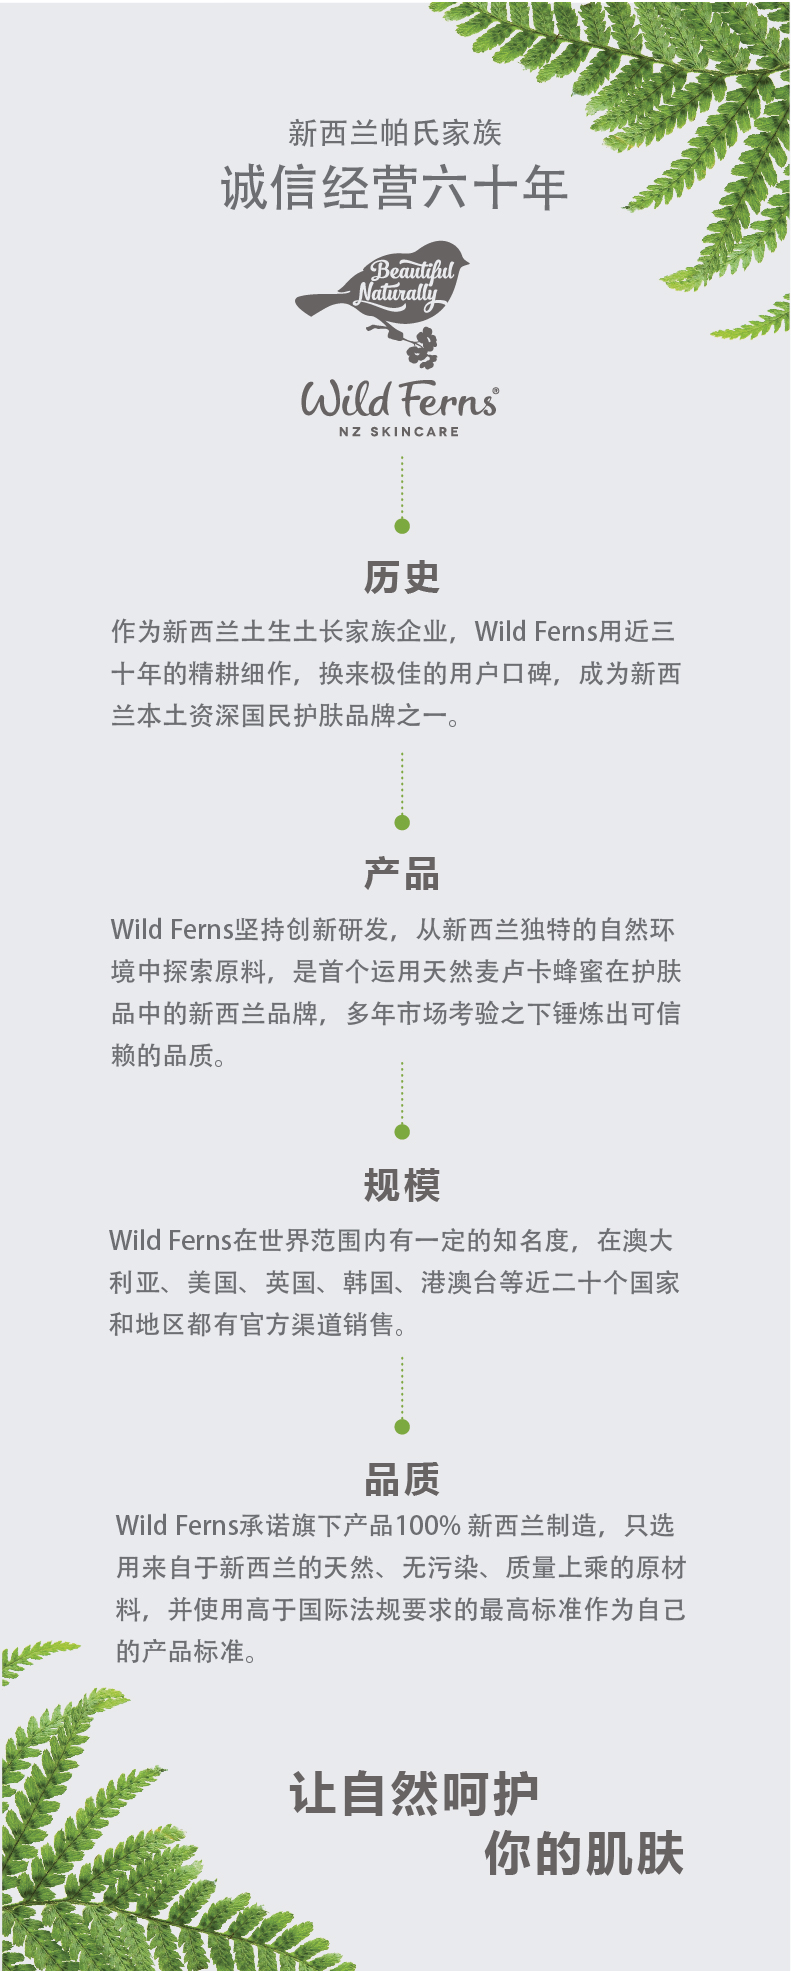 新西兰帕氏家族
诚信经营六十年
Beautiful
Naturally
Wild Ferns®
NZ SKINCARE
历史
作为新西兰土生土长家族企业，Wild Ferns用近三
十年的精耕细作，换来极佳的用户口碑，成为新西
兰本土资深国民护肤品牌之一。
产品
Wild Ferns坚持创新研发，从新西兰独特的自然环
境中探索原料，是首个运用天然麦卢卡蜂蜜在护肤
品中的新西兰品牌，多年市场考验之下锤炼出可信
赖的品质。
规模
Wild Ferns在世界范围内有一定的知名度，在澳大
利亚、美国、英国、韩国、港澳台等近二十个国家
和地区都有官方渠道销售。
品质
Wild Ferns承诺旗下产品100% 新西兰制造，只选
用来自于新西兰的天然、无污染、质量上乘的原材
料，并使用高于国际法规要求的最高标准作为自己
的产品标准。
让自然呵护
你的肌肤